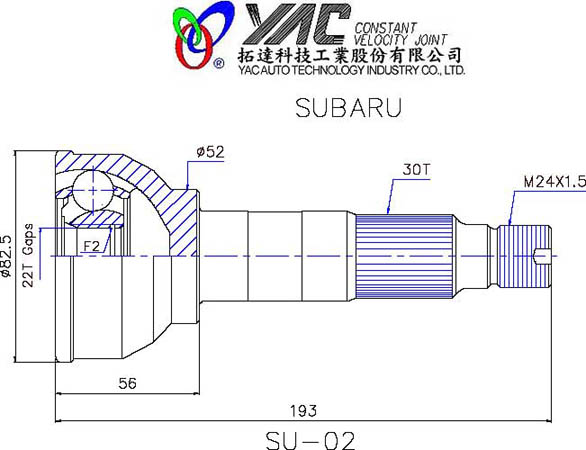 YAC CONSTANT
VELOCITY JOINT
®
拓達科技工業股份有限公司
YAC AUTO TECHNOLOGY INDUSTRY CO., LTD.
SUBARU
ø52
30T
M24X1.5
F2
22T Gaps
ø82.5
56
193
SU-02